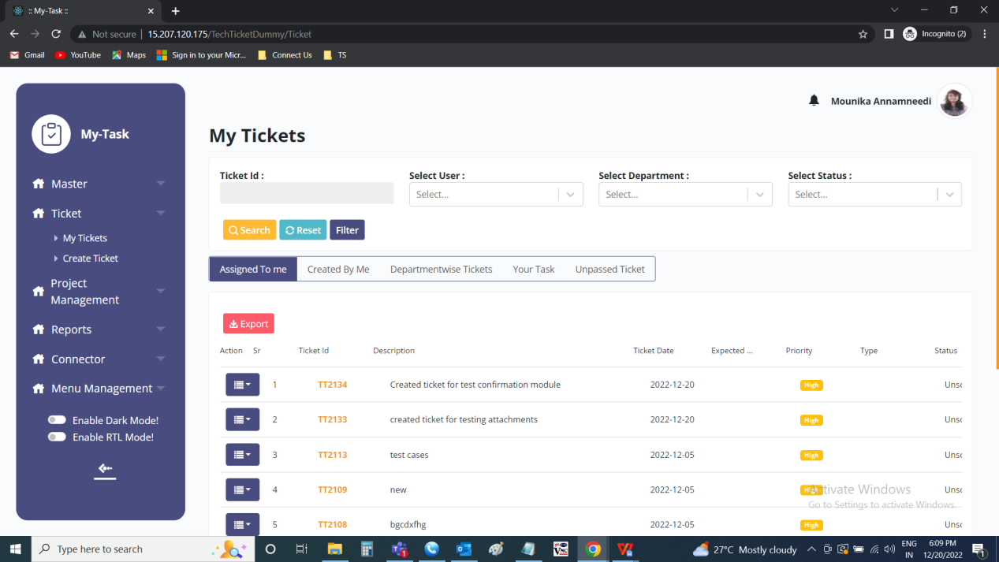 :: My-Task ::
Not secure | 15.207.120.175/TechTicketDummy/Ticket
Incognito (2)
Gmail YouTube Maps Sign in to your Micr... Connect Us TS
Mounika Annamneedi
My-Task
My Tickets
Ticket Id : Select User : Select Department : Select Status :
Select... Select... Select...
Search Reset Filter
Master
Ticket
My Tickets
Create Ticket
Project
Management
Reports
Connector
Menu Management
Enable Dark Mode!
Enable RTL Mode!
Assigned To me Created By Me Departmentwise Tickets Your Task Unpassed Ticket
Export
Action Sr Ticket Id Description Ticket Date Expected ... Priority Type Status
1 TT2134 Created ticket for test confirmation module 2022-12-20 High Unsc
2 TT2133 created ticket for testing attachments 2022-12-20 High Unsc
3 TT2113 test cases 2022-12-05 High Unsc
4 TT2109 new 2022-12-05 High Unsc
5 TT2108 bgcdxfhg 2022-12-05 High Unsc
Activate Windows
Go to Settings to activate Windows.
Type here to search
27°C Mostly cloudy
ENG
IN
6:09 PM
12/20/2022
1